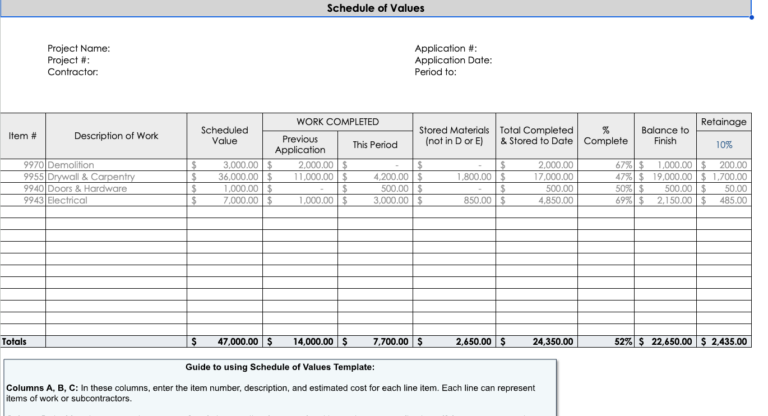 Schedule of Values
Project Name:
Project #:
Contractor:
Application #:
Application Date:
Period to:
Item # Description of Work Scheduled Value WORK COMPLETED Previous Application This Period Stored Materials (not in D or E) Total Completed & Stored to Date % Complete Balance to Finish Retainage 10%
9970 Demolition $ 3,000.00 $ 2,000.00 $ - $ - $ 2,000.00 67% $ 1,000.00 $ 200.00
9955 Drywall & Carpentry $ 36,000.00 $ 11,000.00 $ 4,200.00 $ 1,800.00 $ 17,000.00 47% $ 19,000.00 $ 1,700.00
9940 Doors & Hardware $ 1,000.00 $ - $ 500.00 $ - $ 500.00 50% $ 500.00 $ 50.00
9943 Electrical $ 7,000.00 $ 1,000.00 $ 3,000.00 $ 850.00 $ 4,850.00 69% $ 2,150.00 $ 485.00
Totals $ 47,000.00 $ 14,000.00 $ 7,700.00 $ 2,650.00 $ 24,350.00 52% $ 22,650.00 $ 2,435.00
Guide to using Schedule of Values Template:
Columns A, B, C: In these columns, enter the item number, description, and estimated cost for each line item. Each line can represent
items of work or subcontractors.